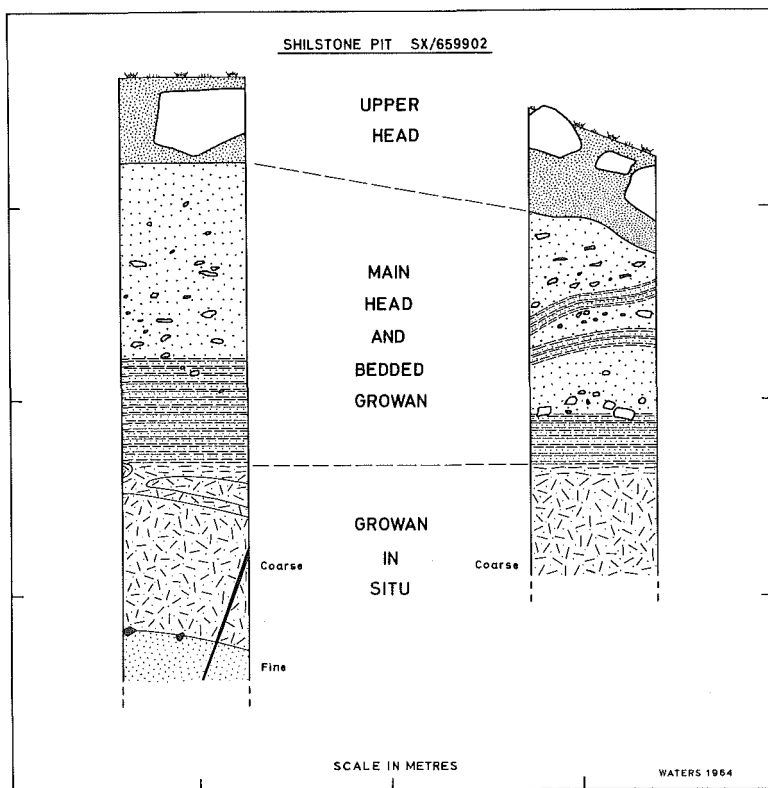 SHILSTONE PIT SX/659902
UPPER
HEAD
MAIN
HEAD
AND
BEDDED
GROWAN
GROWAN
IN
SITU
Coarse
Coarse
Fine
SCALE IN METRES
WATERS 1964